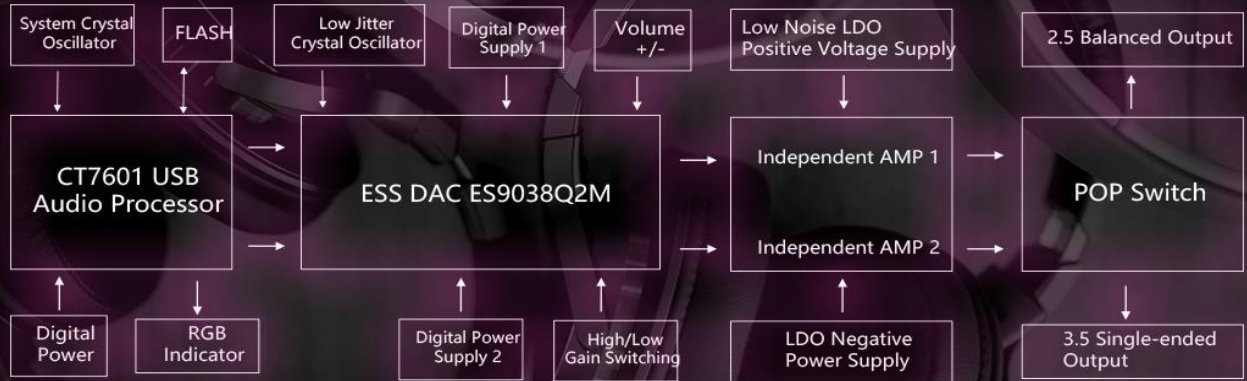 System Crystal
Oscillator
FLASH
Low Jitter
Crystal Oscillator
Digital Power
Supply 1
Volume
+/-
Low Noise LDO
Positive Voltage Supply
2.5 Balanced Output
CT7601 USB
Audio Processor
ESS DAC ES9038Q2M
Independent AMP 1
Independent AMP 2
POP Switch
Digital
Power
RGB
Indicator
Digital Power
Supply 2
High/Low
Gain Switching
LDO Negative
Power Supply
3.5 Single-ended
Output